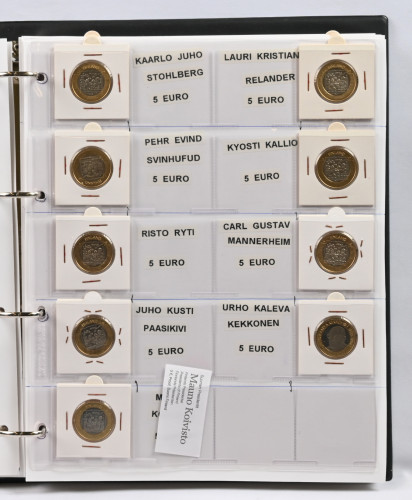 KAARLO JUHO
STOHLBERG
5 EURO
LAURI KRISTIAN
RELANDER
5 EURO
PEHR EVIND
SVINHUFUD
5 EURO
KYOSTI KALLIO
5 EURO
RISTO RYTI
5 EURO
CARL GUSTAV
MANNERHEIM
5 EURO
JUHO KUSTI
PAASIKIVI
5 EURO
URHO KALEVA
KEKKONEN
5 EURO
Mauno Koivisto